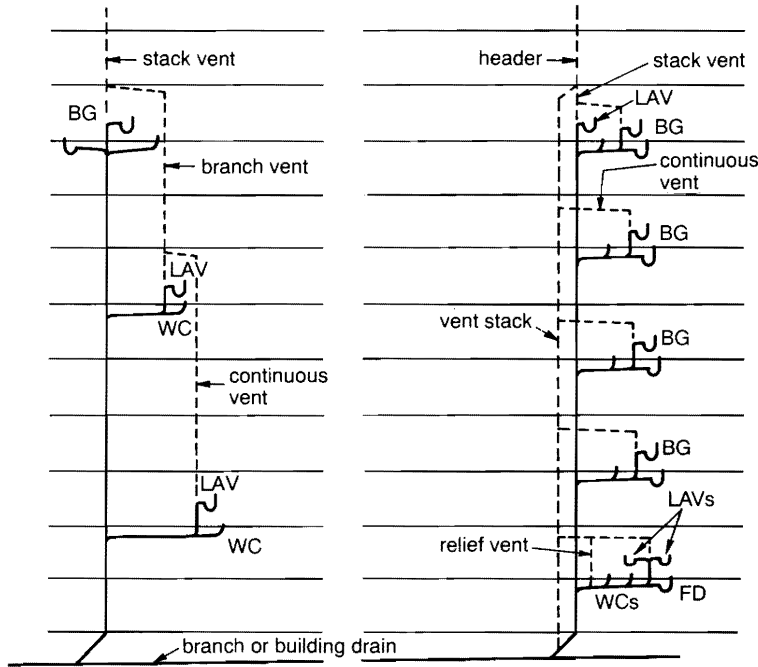 stack vent
BG
branch vent
LAV
WC
continuous
vent
LAV
WC
branch or building drain
header
stack vent
LAV
BG
continuous
vent
BG
vent stack
BG
BG
LAVs
relief vent
WCs
FD